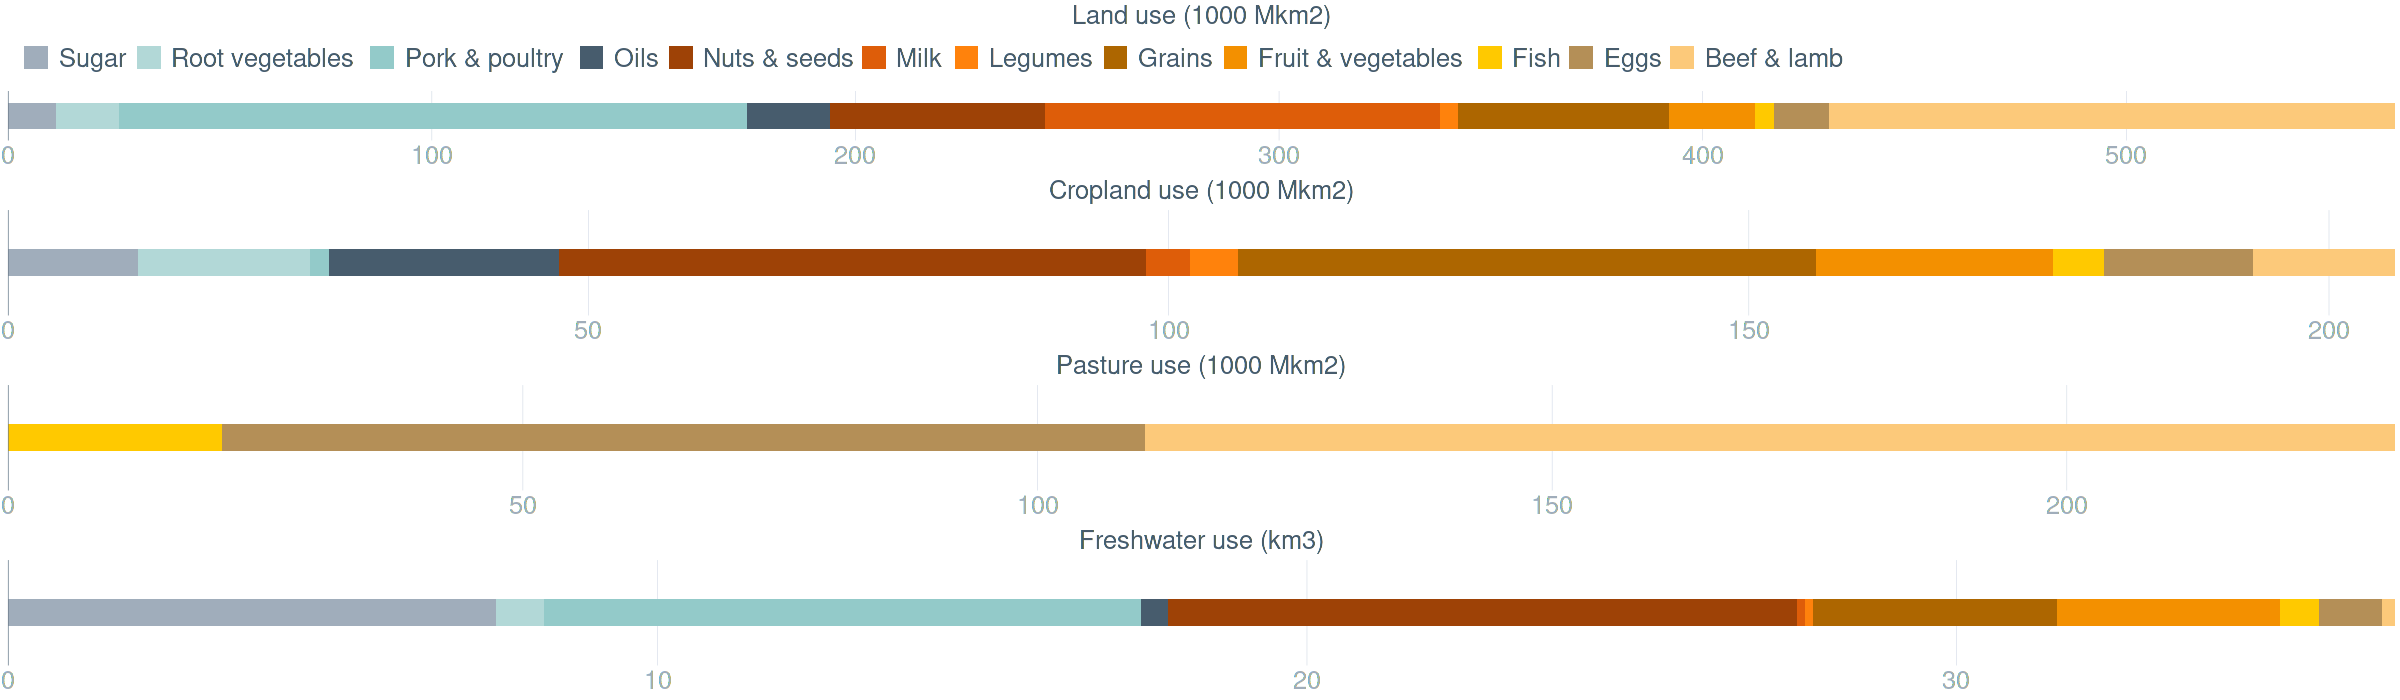 Land use (1000 Mkm2)
Sugar Root vegetables Pork & poultry Oils Nuts & seeds Milk Legumes Grains Fruit & vegetables Fish Eggs Beef & lamb
0 100 200 300 400 500
Cropland use (1000 Mkm2)
0 50 100 150 200
Pasture use (1000 Mkm2)
0 50 100 150 200
Freshwater use (km3)
0 10 20 30